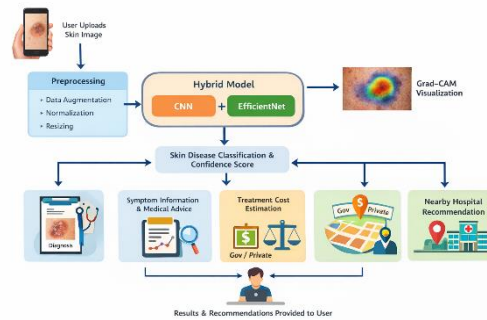 User Uploads
Skin Image
Preprocessing
• Data Augmentation
• Normalization
• Resizing
Hybrid Model
CNN + EfficientNet
Grad-CAM
Visualization
Skin Disease Classification &
Confidence Score
Diagness
Symptom Information
& Medical Advice
Treatment Cost
Estimation
$
Gov / Private
Gov $ Private
Nearby Hospital
Recommendation
Results & Recommendations Provided to User